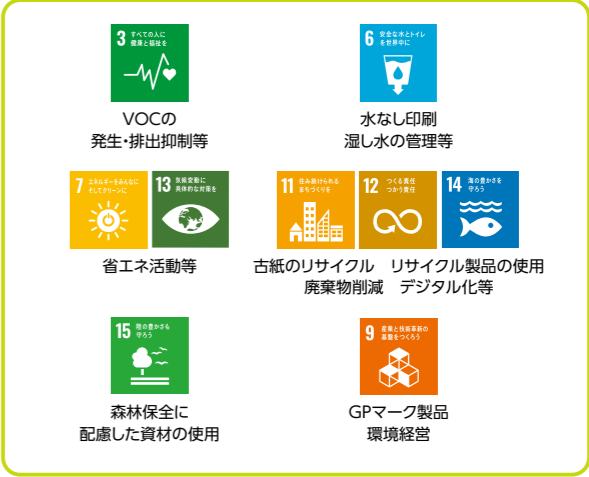 3 すべての人に
健康と福祉を
VOCの
発生・排出抑制等
6 安全な水とトイレ
を世界中に
水なし印刷
湿し水の管理等
7 エネルギーをみんなに
そしてクリーンに
13 気候変動に
具体的な対策を
省エネ活動等
11 住み続けられる
まちづくりを
12 つくる責任
つかう責任
14 海の豊かさを
守ろう
古紙のリサイクル　リサイクル製品の使用
廃棄物削減　デジタル化等
15 陸の豊かさも
守ろう
森林保全に
配慮した資材の使用
9 産業と技術革新の
基盤をつくろう
GPマーク製品
環境経営